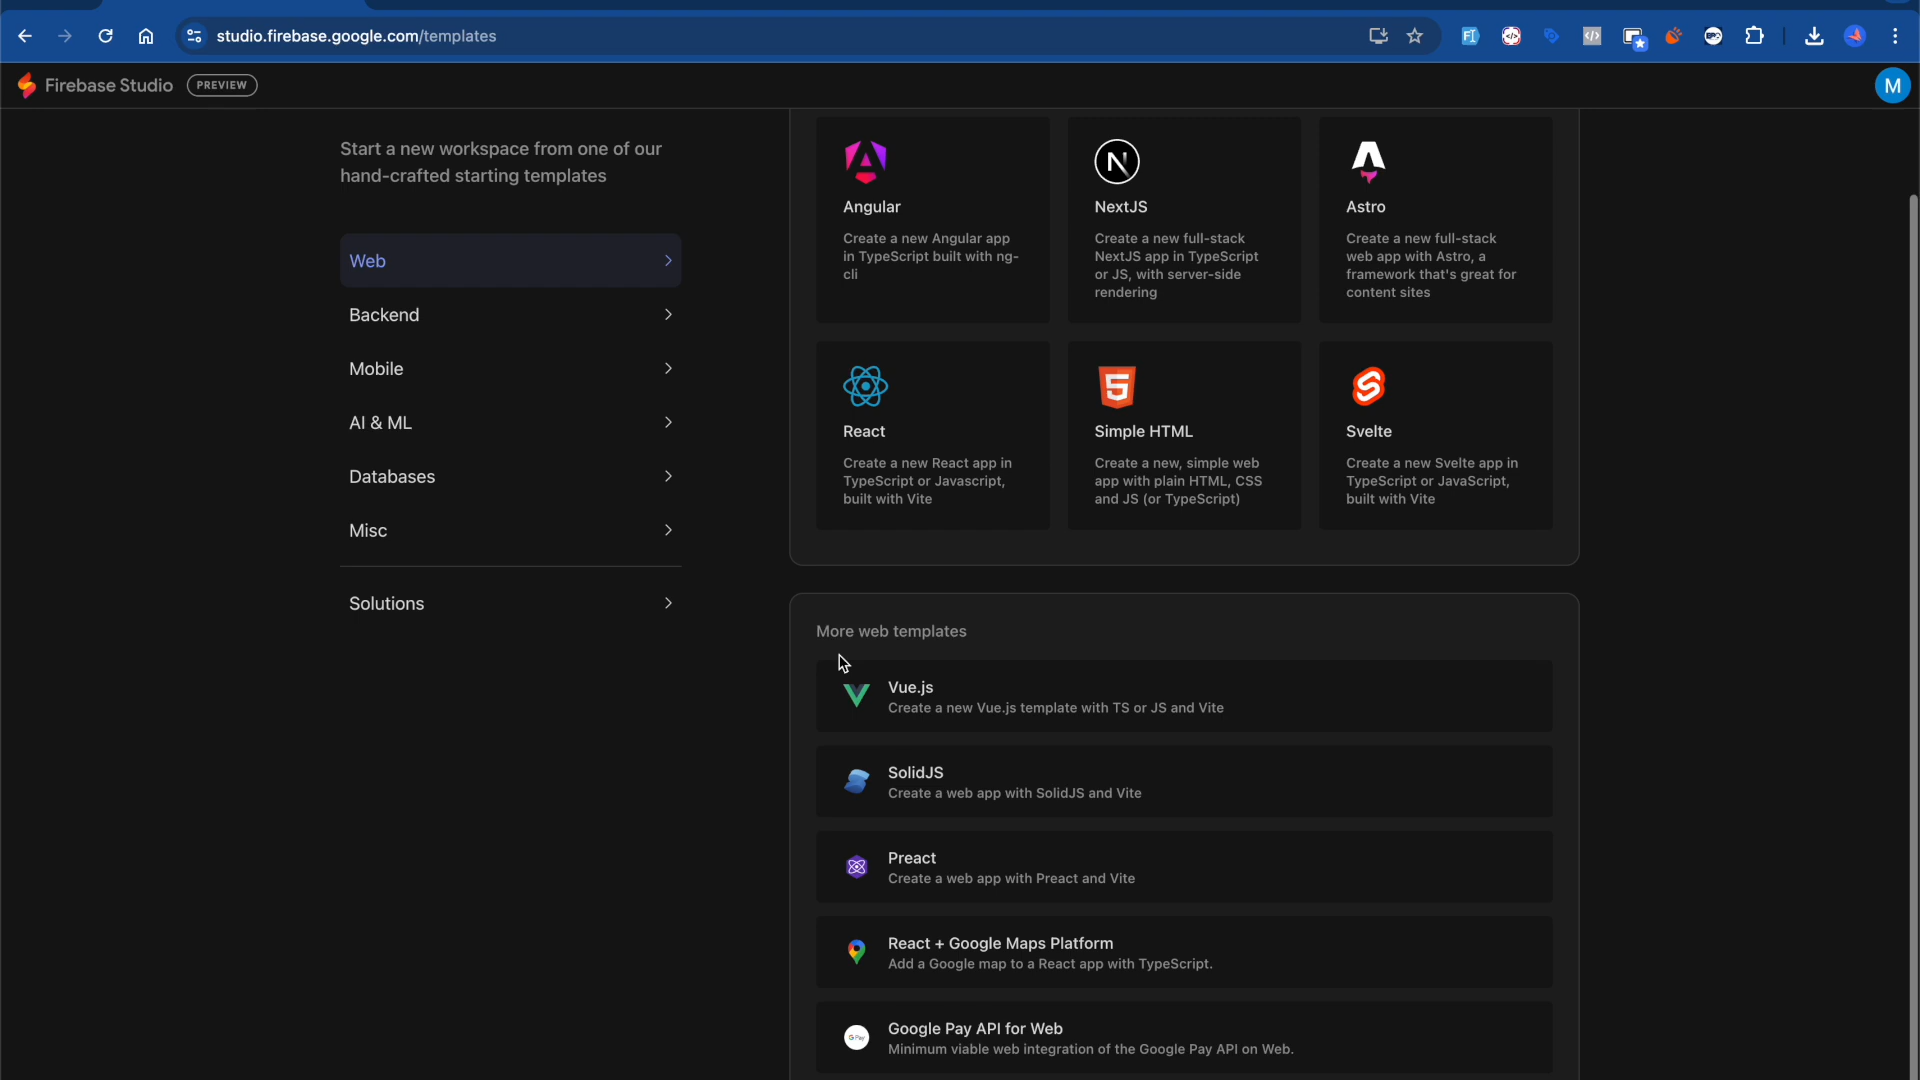 studio.firebase.google.com/templates
Firebase Studio
PREVIEW
M
Start a new workspace from one of our
hand-crafted starting templates
Web
Backend
Mobile
AI & ML
Databases
Misc
Solutions
Angular
Create a new Angular app
in TypeScript built with ng-
cli
NextJS
Create a new full-stack
NextJS app in TypeScript
or JS, with server-side
rendering
Astro
Create a new full-stack
web app with Astro, a
framework that's great for
content sites
React
Create a new React app in
TypeScript or Javascript,
built with Vite
Simple HTML
Create a new, simple web
app with plain HTML, CSS
and JS (or TypeScript)
Svelte
Create a new Svelte app in
TypeScript or JavaScript,
built with Vite
More web templates
Vue.js
Create a new Vue.js template with TS or JS and Vite
SolidJS
Create a web app with SolidJS and Vite
Preact
Create a web app with Preact and Vite
React + Google Maps Platform
Add a Google map to a React app with TypeScript.
G Pay
Google Pay API for Web
Minimum viable web integration of the Google Pay API on Web.